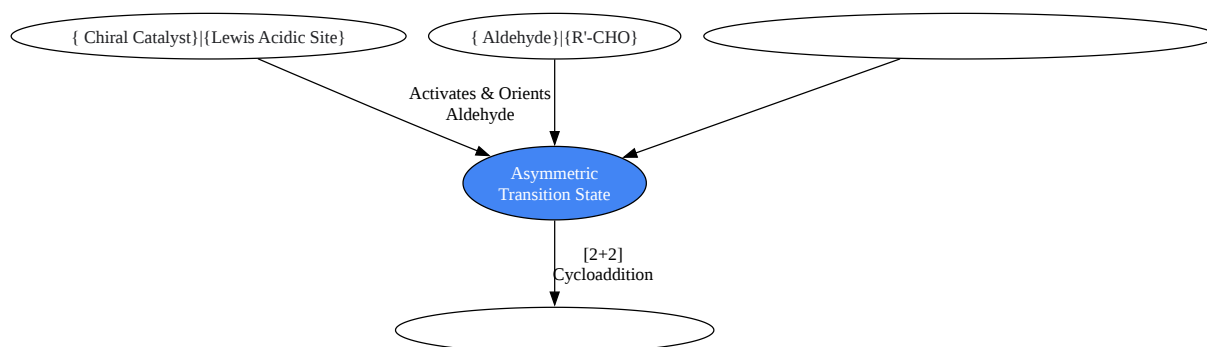 { Chiral Catalyst}|{Lewis Acidic Site}
{ Aldehyde}|{R'-CHO}
Activates & Orients
Aldehyde
Asymmetric
Transition State
[2+2]
Cycloaddition